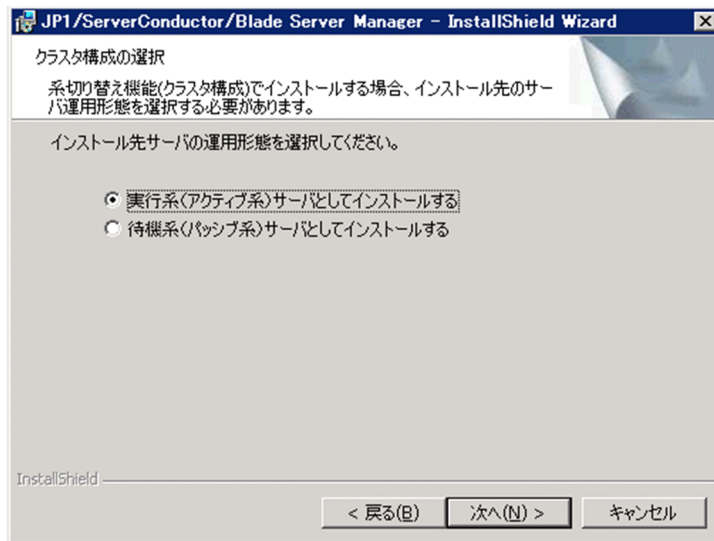 JP1/ServerConductor/Blade Server Manager - InstallShield Wizard
クラスタ構成の選択
系切り替え機能(クラスタ構成)でインストールする場合、インストール先のサー
バ運用形態を選択する必要があります。
インストール先サーバの運用形態を選択してください。
実行系(アクティブ系)サーバとしてインストールする
待機系(パッシブ系)サーバとしてインストールする
InstallShield
< 戻る(B) 次へ(N) > キャンセル